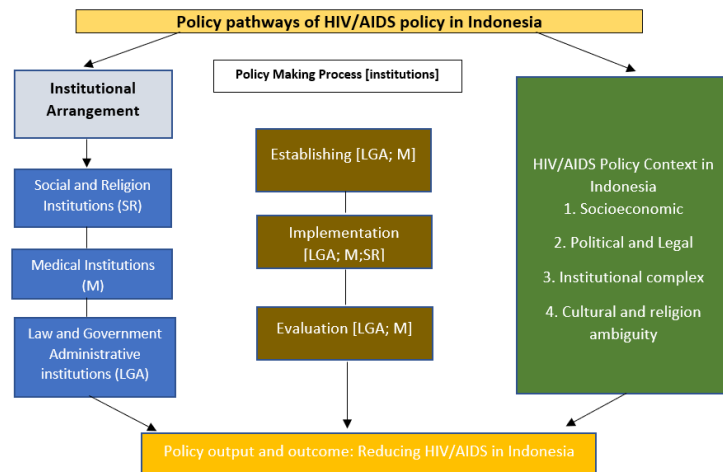 Policy pathways of HIV/AIDS policy in Indonesia
Institutional
Arrangement
Social and Religion
Institutions (SR)
Medical Institutions
(M)
Law and Government
Administrative
institutions (LGA)
Policy Making Process [institutions]
Establishing [LGA; M]
Implementation
[LGA; M;SR]
Evaluation [LGA; M]
HIV/AIDS Policy Context in
Indonesia
1. Socioeconomic
2. Political and Legal
3. Institutional complex
4. Cultural and religion
ambiguity
Policy output and outcome: Reducing HIV/AIDS in Indonesia